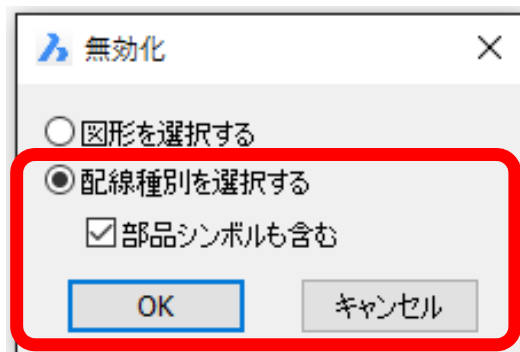 無効化
図形を選択する
配線種別を選択する
部品シンボルも含む
OK キャンセル